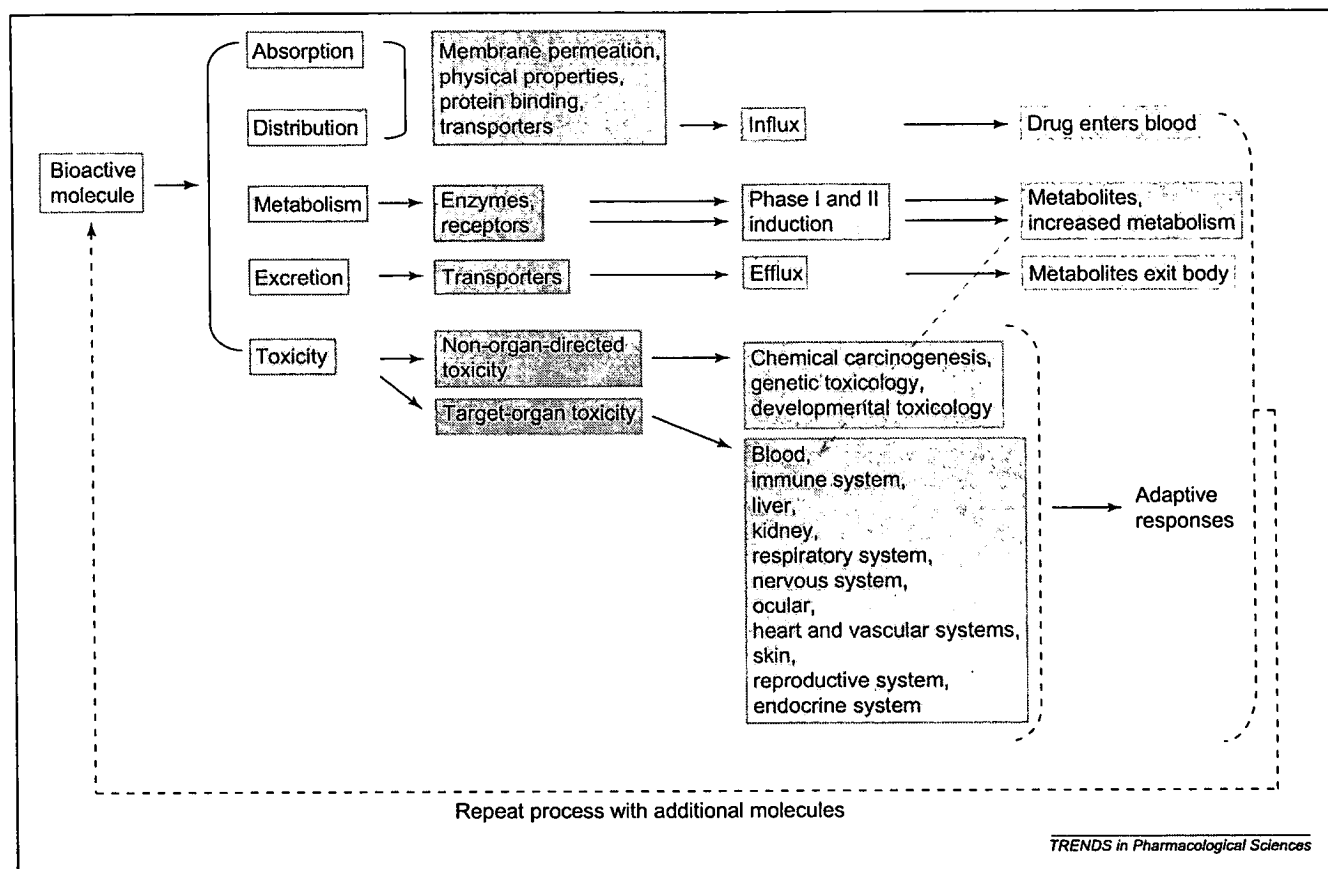 Absorption
Distribution
Membrane permeation,
physical properties,
protein binding,
transporters
Influx
Drug enters blood
Bioactive
molecule
Metabolism
Enzymes,
receptors
Phase I and II
induction
Metabolites,
increased metabolism
Excretion
Transporters
Efflux
Metabolites exit body
Toxicity
Non-organ-directed
toxicity
Target-organ toxicity
Chemical carcinogenesis,
genetic toxicology,
developmental toxicology
Blood,
immune system,
liver,
kidney,
respiratory system,
nervous system,
ocular,
heart and vascular systems,
skin,
reproductive system,
endocrine system
Adaptive
responses
Repeat process with additional molecules
TRENDS in Pharmacological Sciences